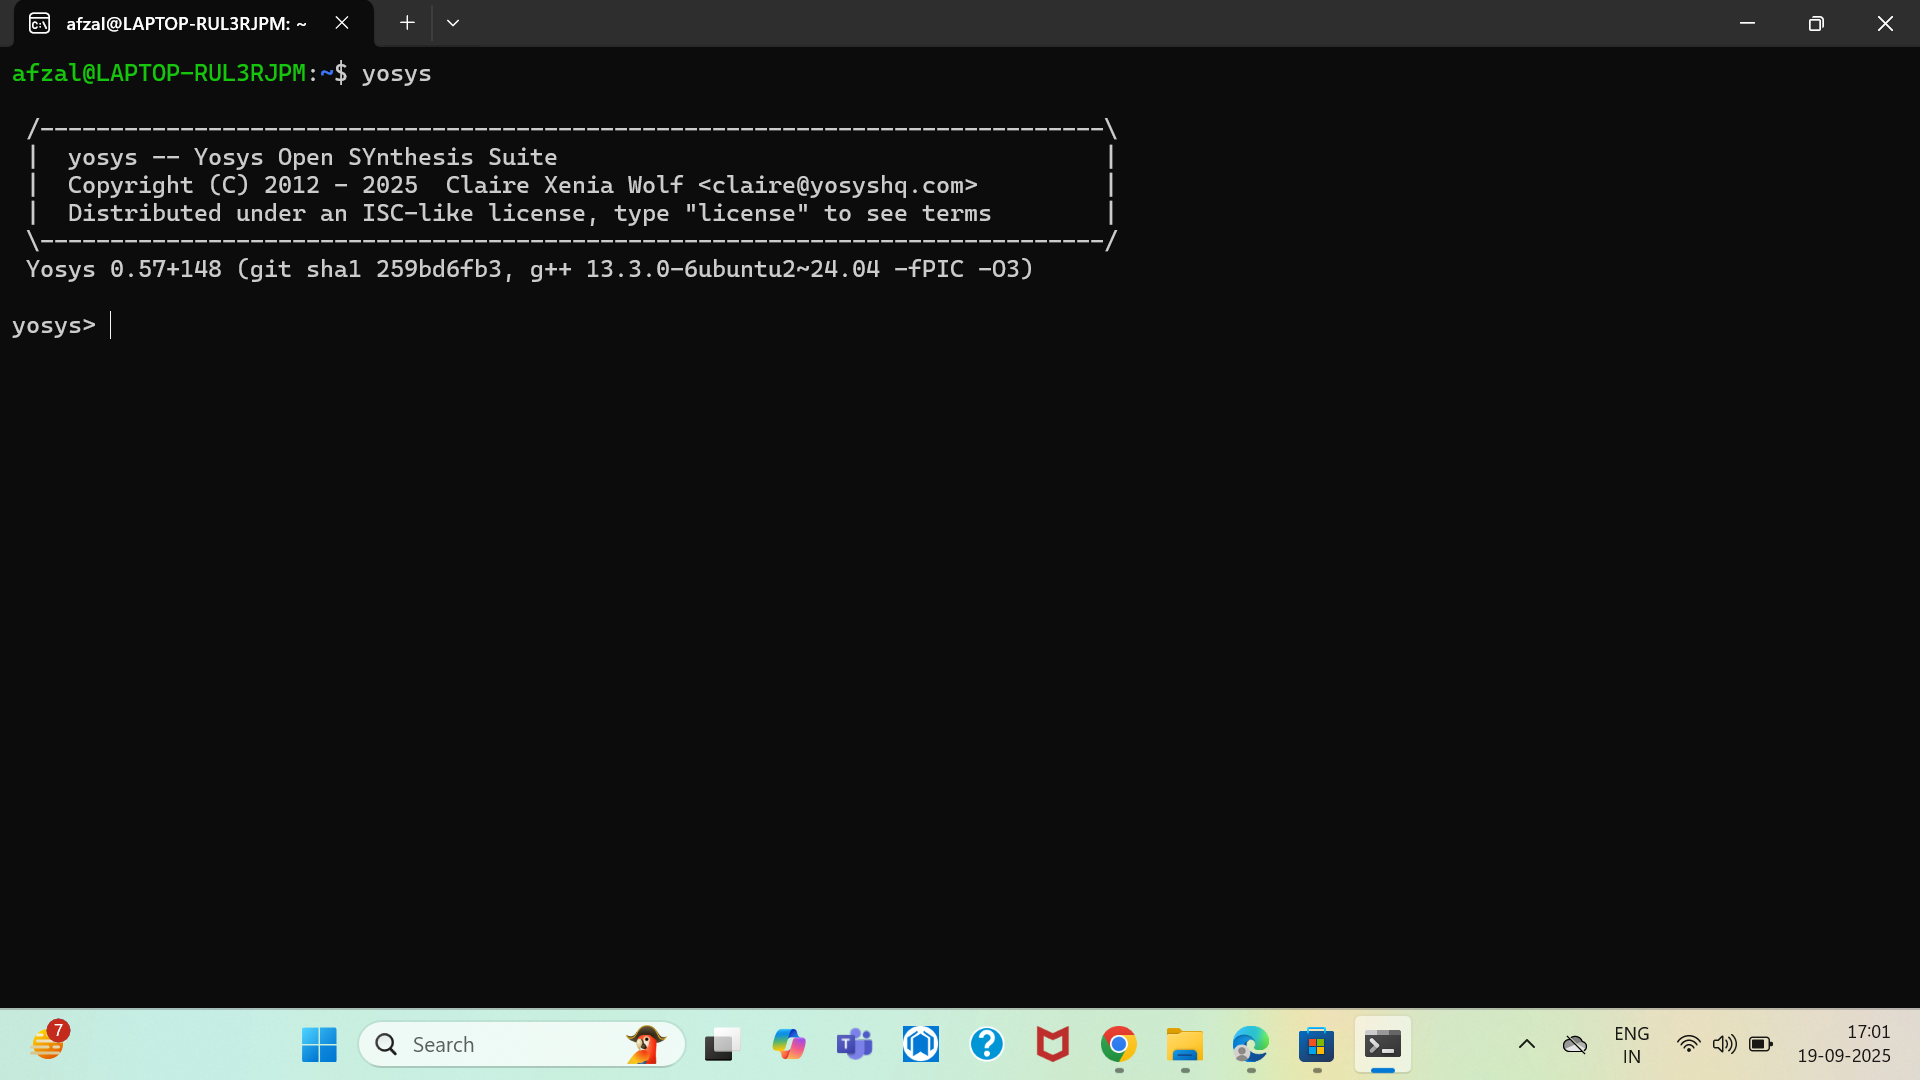 afzal@LAPTOP-RUL3RJPM: ~
afzal@LAPTOP-RUL3RJPM:~$ yosys
/----------------------------------------------------------------------------\
|  yosys -- Yosys Open SYnthesis Suite                                       |
|  Copyright (C) 2012 - 2025  Claire Xenia Wolf <claire@yosyshq.com>         |
|  Distributed under an ISC-like license, type "license" to see terms        |
\----------------------------------------------------------------------------/
Yosys 0.57+148 (git sha1 259bd6fb3, g++ 13.3.0-6ubuntu2~24.04 -fPIC -O3)
yosys>
7
Search
ENG
IN
17:01
19-09-2025